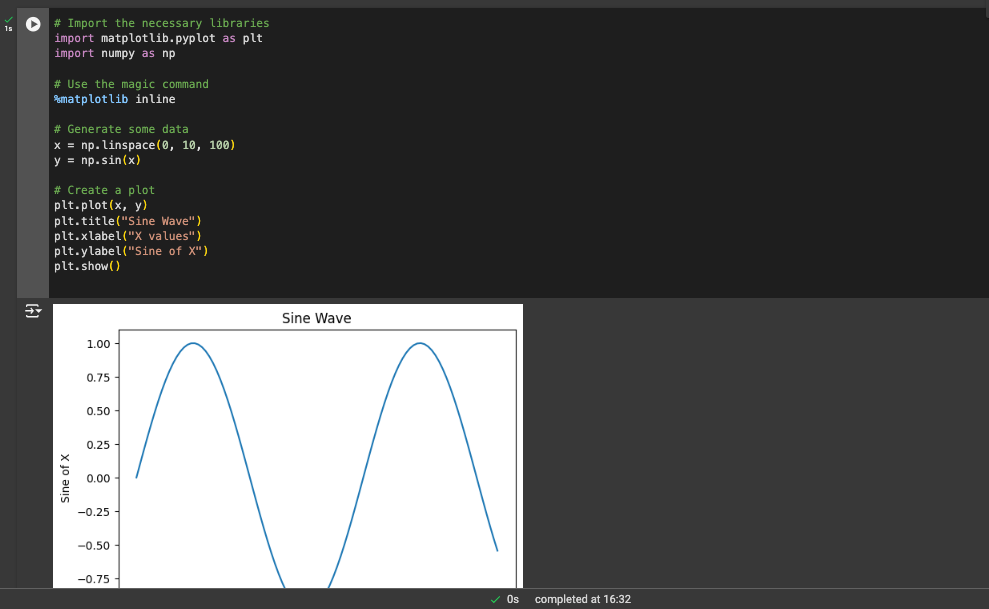 1s
# Import the necessary libraries
import matplotlib.pyplot as plt
import numpy as np
# Use the magic command
%matplotlib inline
# Generate some data
x = np.linspace(0, 10, 100)
y = np.sin(x)
# Create a plot
plt.plot(x, y)
plt.title("Sine Wave")
plt.xlabel("X values")
plt.ylabel("Sine of X")
plt.show()
Sine Wave
1.00
0.75
0.50
0.25
0.00
−0.25
−0.50
−0.75
Sine of X
0s completed at 16:32